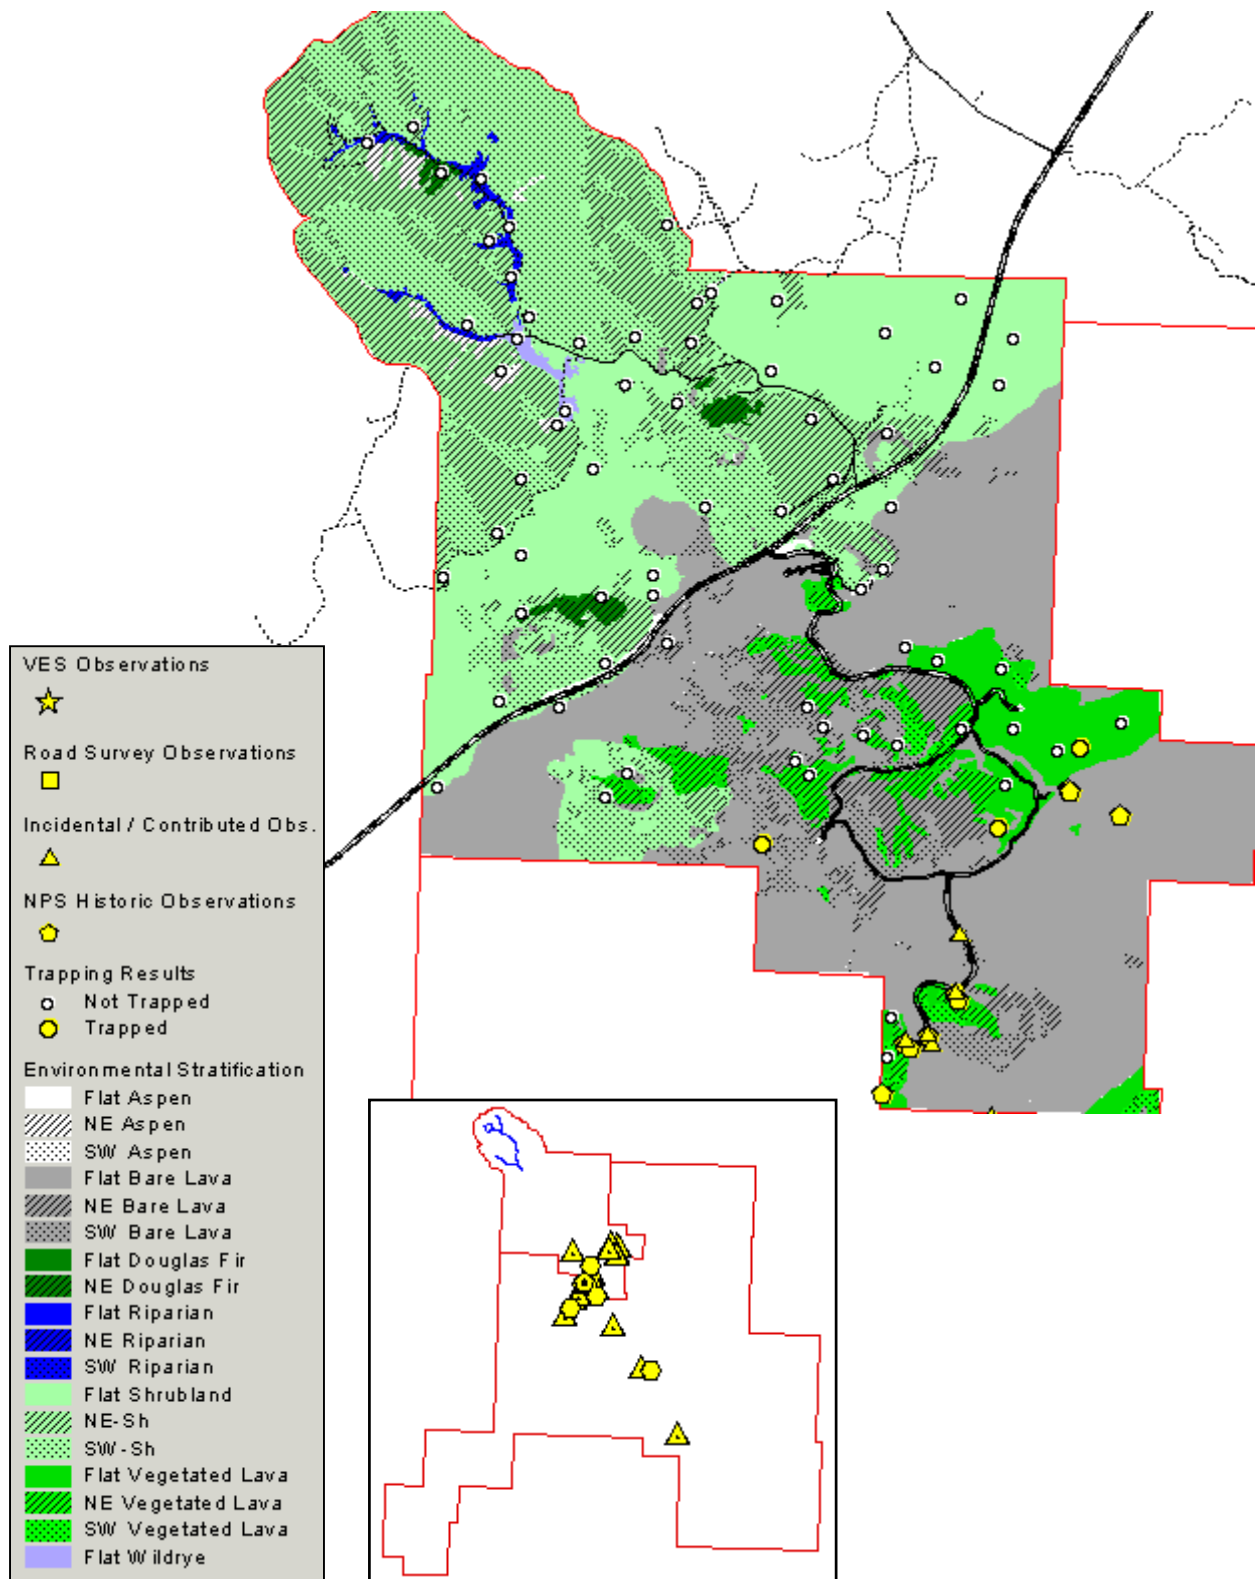 VES Observations
Road Survey Observations
Incidental / Contributed Obs.
NPS Historic Observations
Trapping Results
Not Trapped
Trapped
Environmental Stratification
Flat Aspen
NE Aspen
SW Aspen
Flat Bare Lava
NE Bare Lava
SW Bare Lava
Flat Douglas Fir
NE Douglas Fir
Flat Riparian
NE Riparian
SW Riparian
Flat Shrubland
NE-Sh
SW-Sh
Flat Vegetated Lava
NE Vegetated Lava
SW Vegetated Lava
Flat Wildrye